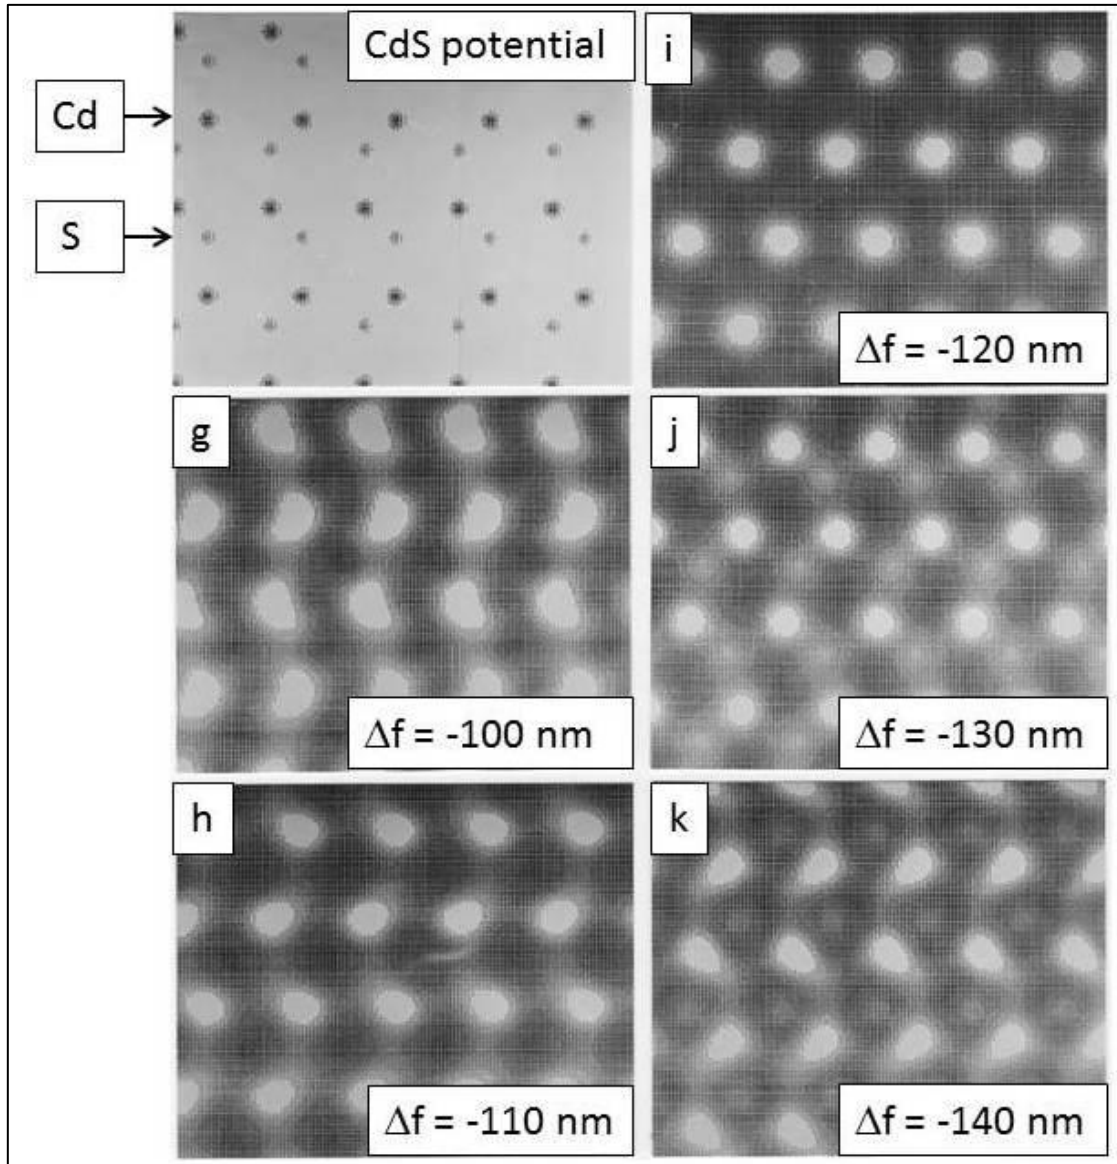 CdS potential
Cd
S
i
Δf = -120 nm
g
Δf = -100 nm
j
Δf = -130 nm
h
Δf = -110 nm
k
Δf = -140 nm